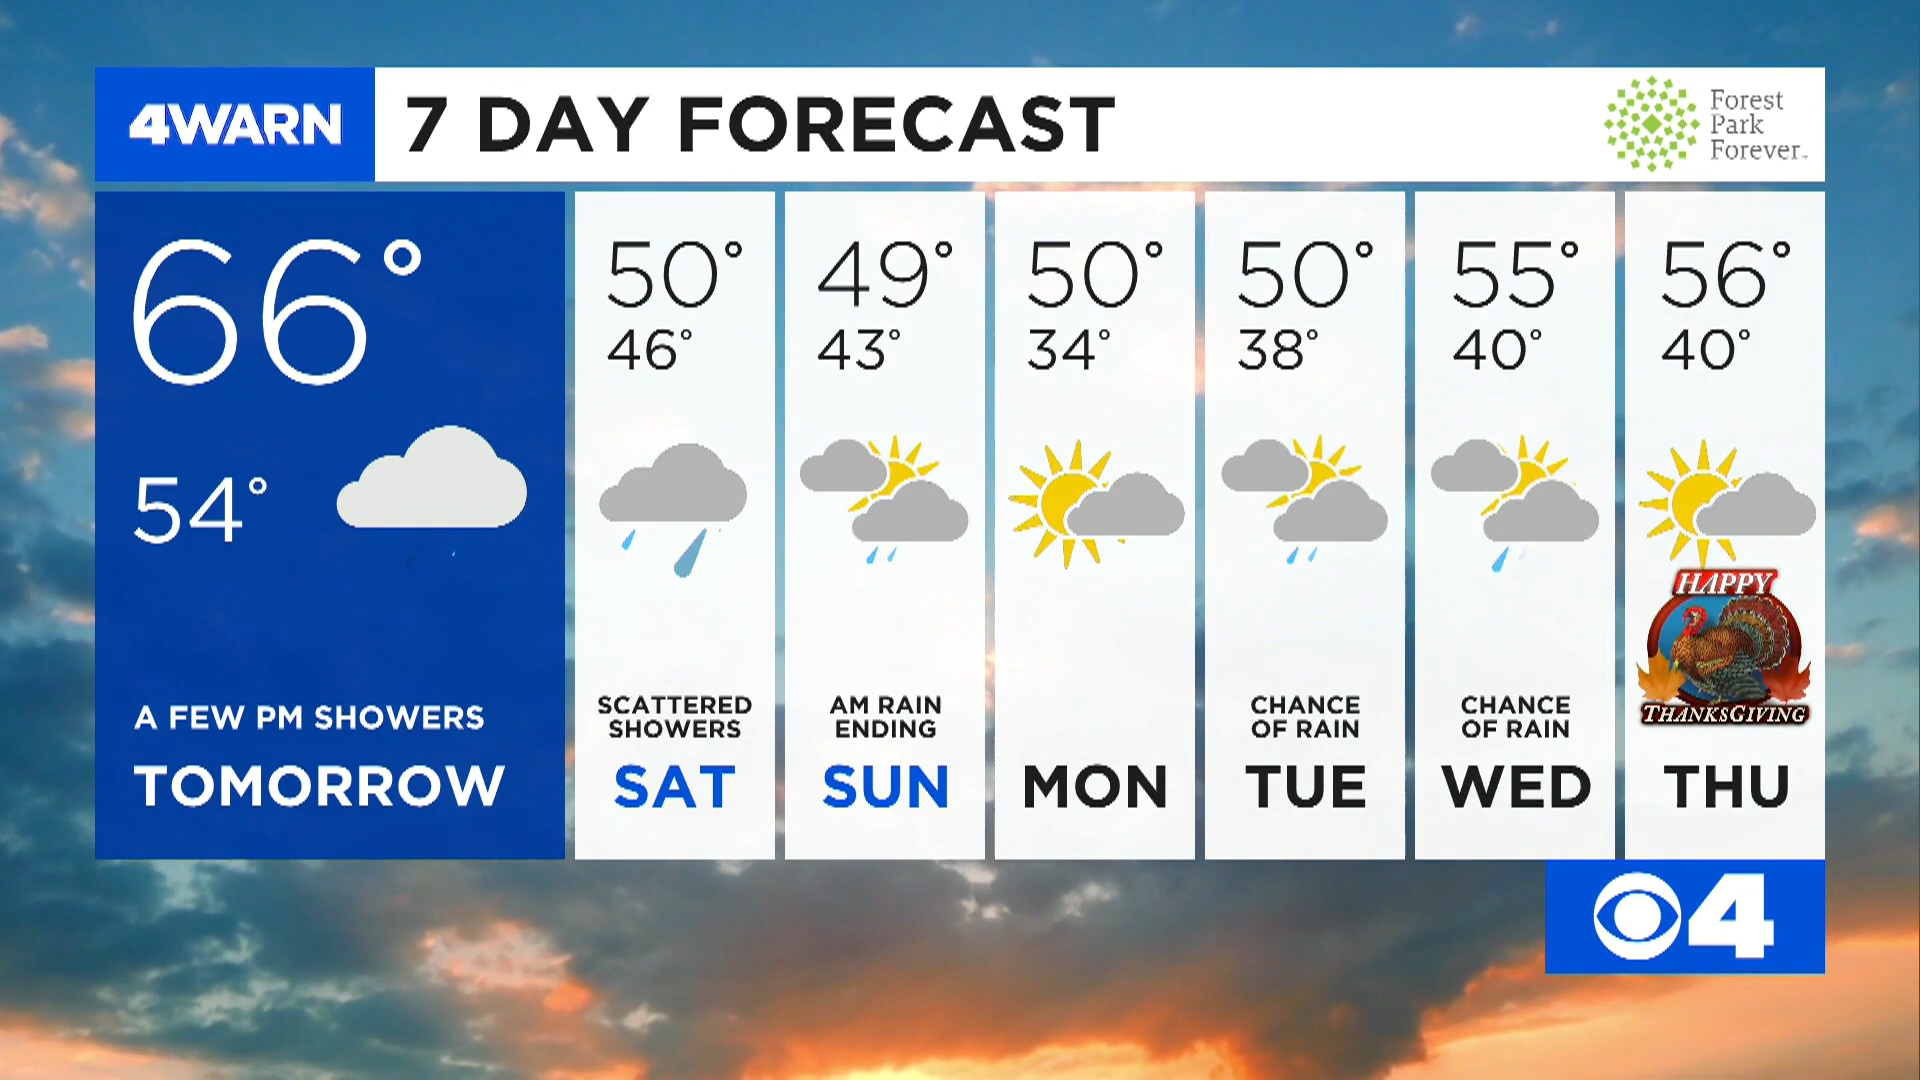 4WARN
7 DAY FORECAST
Forest
Park
Forever™
66°
54°
A FEW PM SHOWERS
TOMORROW
50°
46°
SCATTERED
SHOWERS
SAT
49°
43°
AM RAIN
ENDING
SUN
50°
34°
MON
50°
38°
CHANCE
OF RAIN
TUE
55°
40°
CHANCE
OF RAIN
WED
56°
40°
HAPPY
THANKSGIVING
THU
4